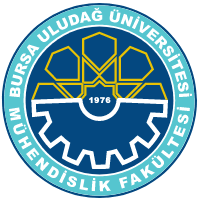 BURSA ULUDAĞ ÜNİVERSİTESİ
MÜHENDİSLİK FAKÜLTESİ
1976